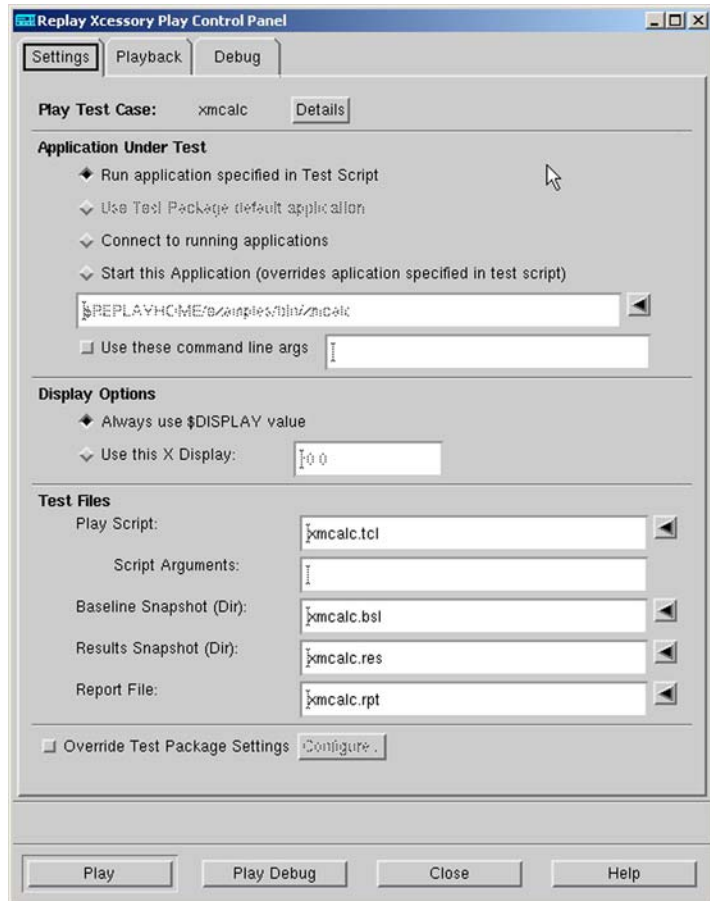 Replay Xcessory Play Control Panel
Settings Playback Debug
Play Test Case: xmcalc Details
Application Under Test
Run application specified in Test Script
Use Test Package default application
Connect to running applications
Start this Application (overrides aplication specified in test script)
$REPLAYHOME/examples/bin/xmcalc
Use these command line args
Display Options
Always use $DISPLAY value
Use this X Display: :0.0
Test Files
Play Script: xmcalc.tcl
Script Arguments:
Baseline Snapshot (Dir): xmcalc.bsl
Results Snapshot (Dir): xmcalc.res
Report File: xmcalc.rpt
Override Test Package Settings Configure..
Play Play Debug Close Help